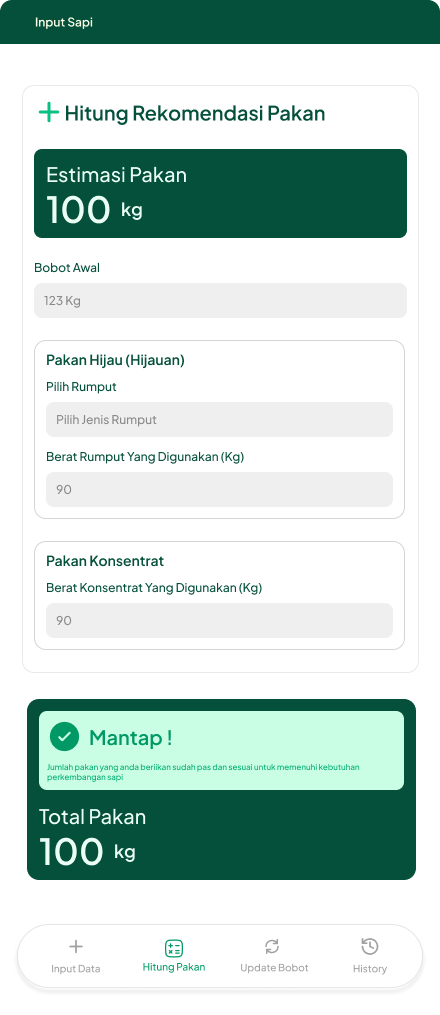 Input Sapi
Hitung Rekomendasi Pakan
Estimasi Pakan
100 kg
Bobot Awal
123 Kg
Pakan Hijau (Hijauan)
Pilih Rumput
Pilih Jenis Rumput
Berat Rumput Yang Digunakan (Kg)
90
Pakan Konsentrat
Berat Konsentrat Yang Digunakan (Kg)
90
Mantap !
Jumlah pakan yang anda beriikan sudah pas dan sesuai untuk memenuhi kebutuhan
perkembangan sapi
Total Pakan
100 kg
Input Data
Hitung Pakan
Update Bobot
History